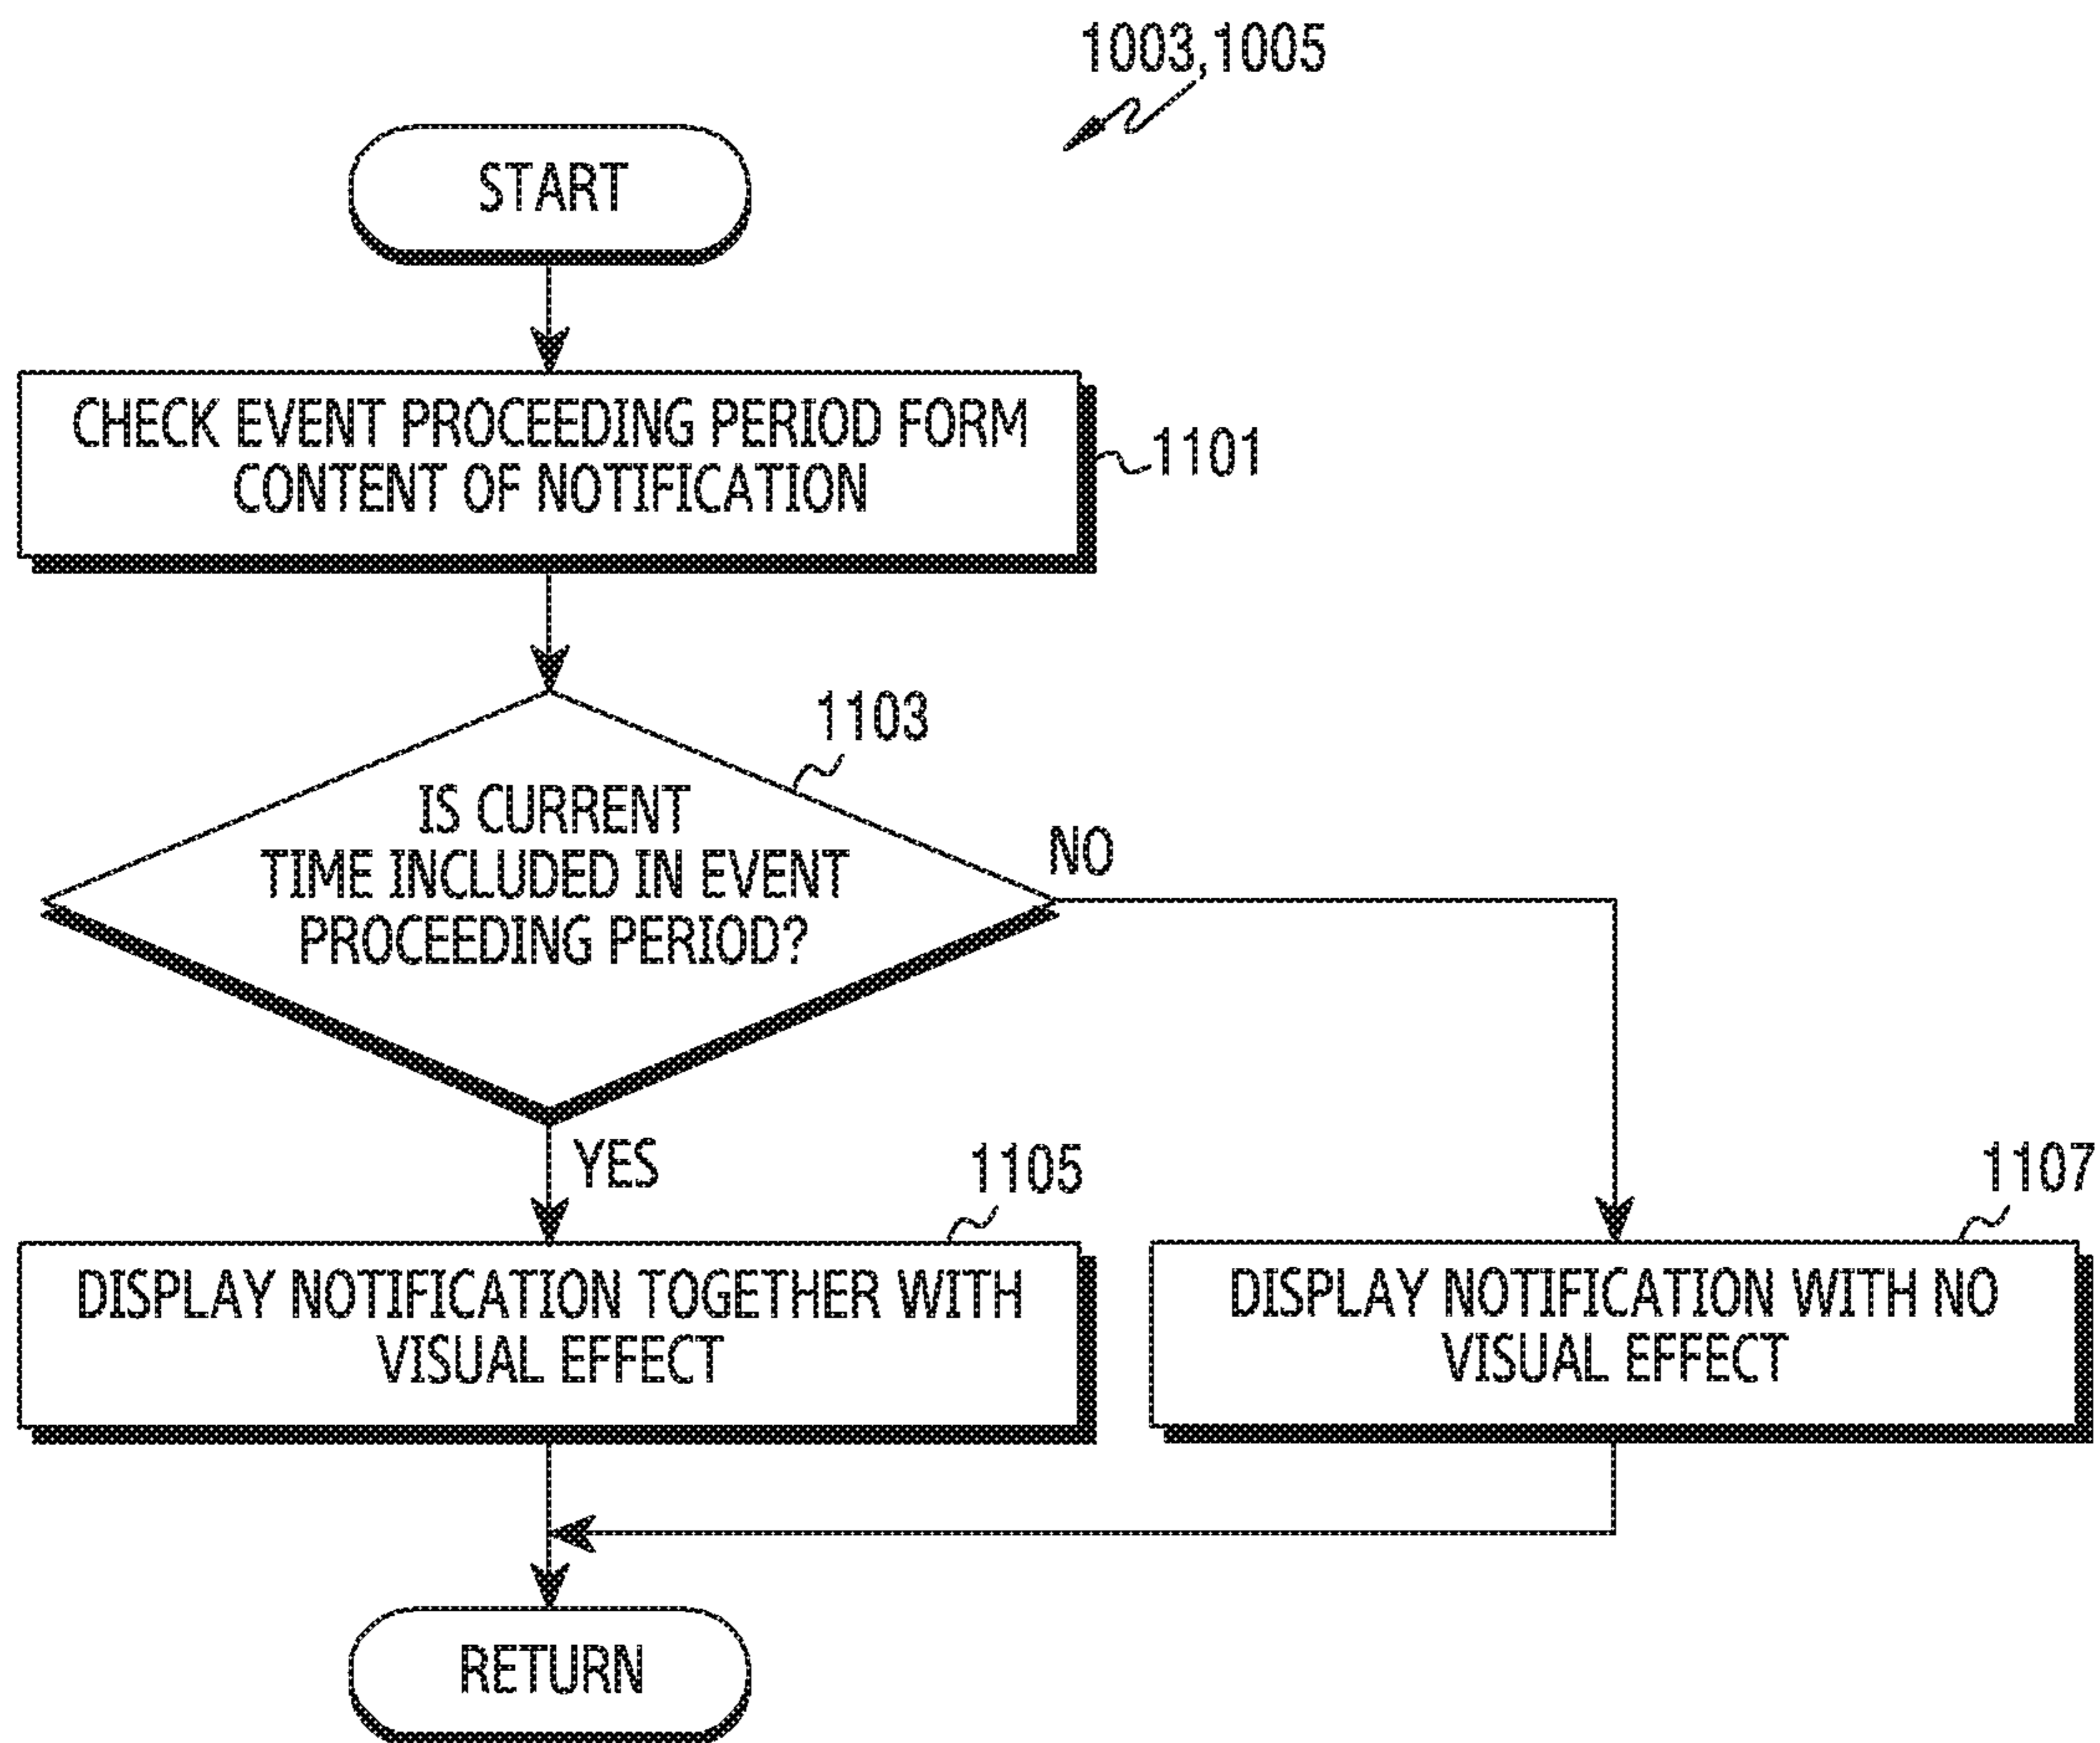 1003,1005
START
CHECK EVENT PROCEEDING PERIOD FORM
CONTENT OF NOTIFICATION
1101
1103
IS CURRENT
TIME INCLUDED IN EVENT
PROCEEDING PERIOD?
NO
YES
1105
DISPLAY NOTIFICATION TOGETHER WITH
VISUAL EFFECT
1107
DISPLAY NOTIFICATION WITH NO
VISUAL EFFECT
RETURN